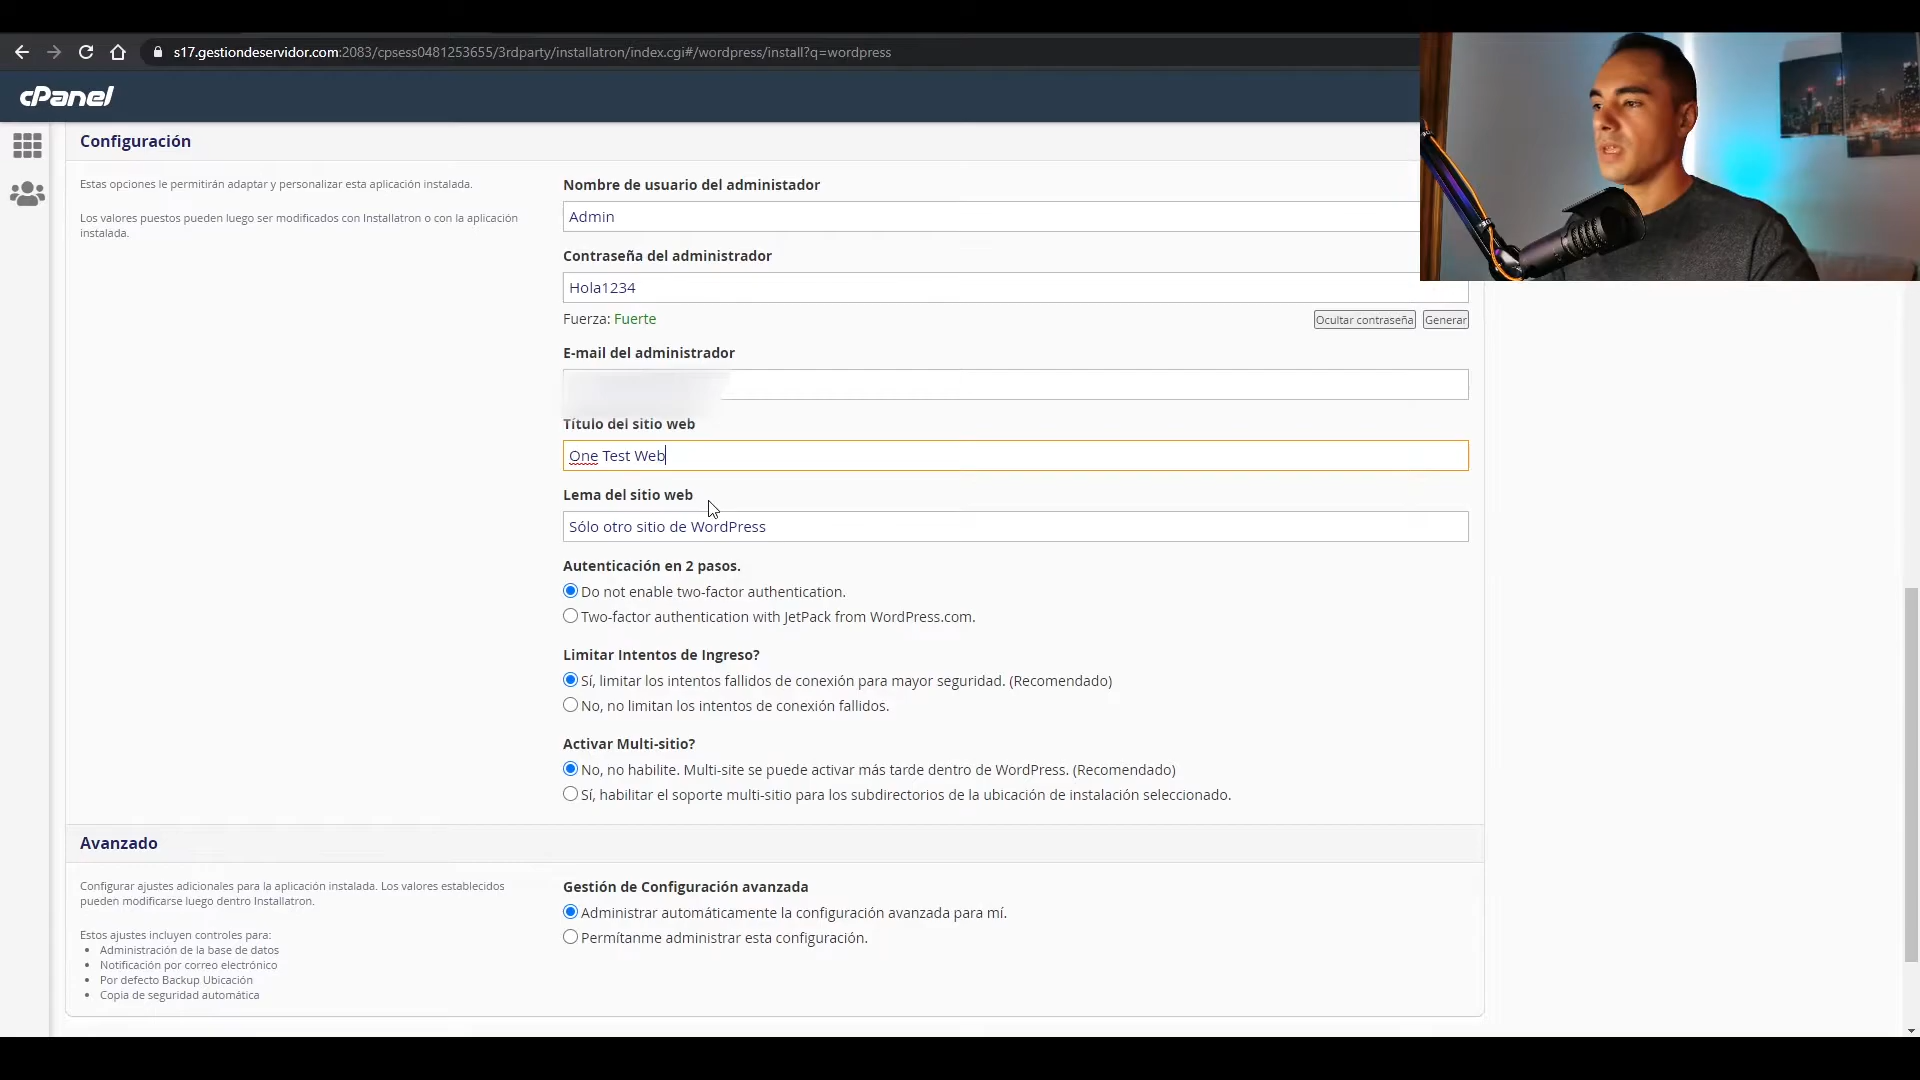 s17.gestiondeservidor.com:2083/cpsess0481253655/3rdparty/installatron/index.cgi#/wordpress/install?q=wordpress
cPanel
Configuración
Estas opciones le permitirán adaptar y personalizar esta aplicación instalada.
Los valores puestos pueden luego ser modificados con Installatron o con la aplicación
instalada.
Nombre de usuario del administador
Admin
Contraseña del administrador
Hola1234
Fuerza: Fuerte
Ocultar contraseña
Generar
E-mail del administrador
Título del sitio web
One Test Web
Lema del sitio web
Sólo otro sitio de WordPress
Autenticación en 2 pasos.
Do not enable two-factor authentication.
Two-factor authentication with JetPack from WordPress.com.
Limitar Intentos de Ingreso?
Sí, limitar los intentos fallidos de conexión para mayor seguridad. (Recomendado)
No, no limitan los intentos de conexión fallidos.
Activar Multi-sitio?
No, no habilite. Multi-site se puede activar más tarde dentro de WordPress. (Recomendado)
Sí, habilitar el soporte multi-sitio para los subdirectorios de la ubicación de instalación seleccionado.
Avanzado
Configurar ajustes adicionales para la aplicación instalada. Los valores establecidos
pueden modificarse luego dentro Installatron.
Estos ajustes incluyen controles para:
Administración de la base de datos
Notificación por correo electrónico
Por defecto Backup Ubicación
Copia de seguridad automática
Gestión de Configuración avanzada
Administrar automáticamente la configuración avanzada para mí.
Permítanme administrar esta configuración.